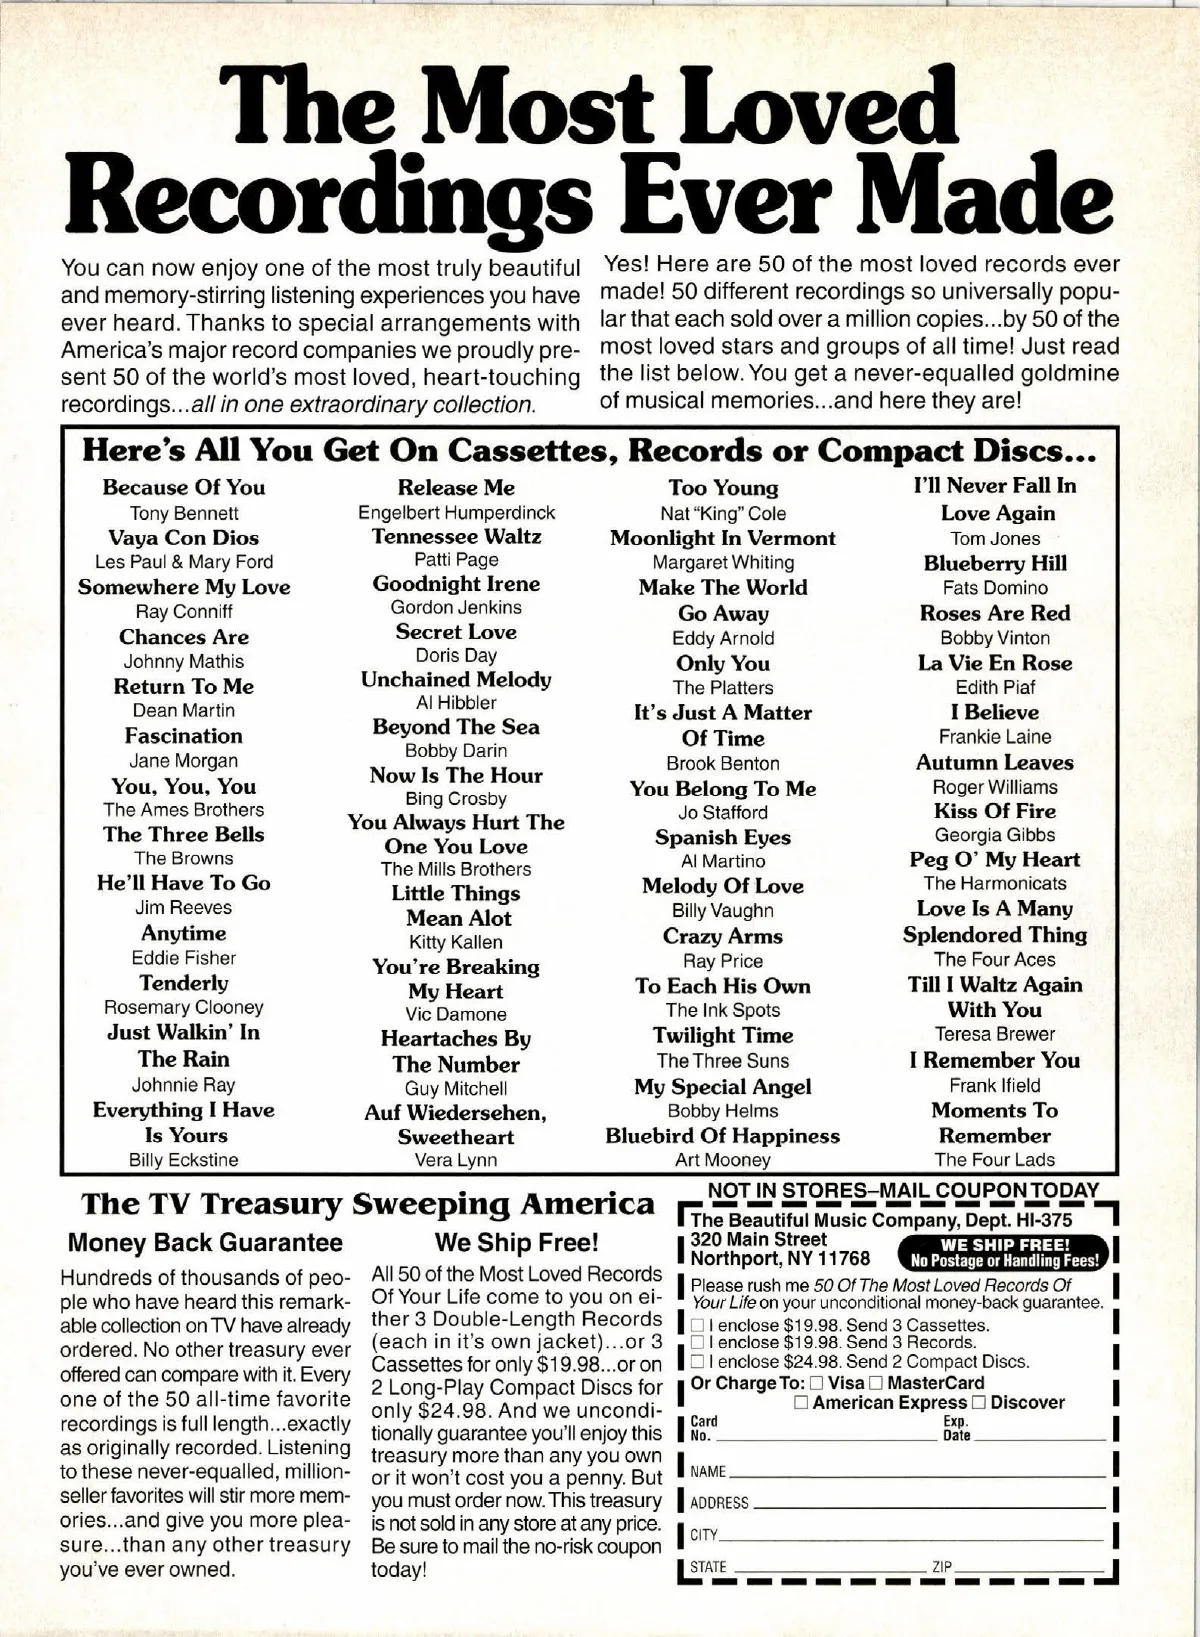 The Most Loved
Recordings Ever Made
You can now enjoy one of the most truly beautiful
and memory-stirring listening experiences you have
ever heard. Thanks to special arrangements with
America's major record companies we proudly pre-
sent 50 of the world's most loved, heart-touching
recordings...all in one extraordinary collection.
Yes! Here are 50 of the most loved records ever
made! 50 different recordings so universally popu-
lar that each sold over a million copies...by 50 of the
most loved stars and groups of all time! Just read
the list below. You get a never-equalled goldmine
of musical memories...and here they are!
Here's All You Get On Cassettes, Records or Compact Discs...
Because Of You
Tony Bennett
Vaya Con Dios
Les Paul & Mary Ford
Somewhere My Love
Ray Conniff
Chances Are
Johnny Mathis
Return To Me
Dean Martin
Fascination
Jane Morgan
You, You, You
The Ames Brothers
The Three Bells
The Browns
He'll Have To Go
Jim Reeves
Anytime
Eddie Fisher
Tenderly
Rosemary Clooney
Just Walkin' In
The Rain
Johnnie Ray
Everything I Have
Is Yours
Billy Eckstine
Release Me
Engelbert Humperdinck
Tennessee Waltz
Patti Page
Goodnight Irene
Gordon Jenkins
Secret Love
Doris Day
Unchained Melody
Al Hibbler
Beyond The Sea
Bobby Darin
Now Is The Hour
Bing Crosby
You Always Hurt The
One You Love
The Mills Brothers
Little Things
Mean Alot
Kitty Kallen
You're Breaking
My Heart
Vic Damone
Heartaches By
The Number
Guy Mitchell
Auf Wiedersehen,
Sweetheart
Vera Lynn
Too Young
Nat "King" Cole
Moonlight In Vermont
Margaret Whiting
Make The World
Go Away
Eddy Arnold
Only You
The Platters
It's Just A Matter
Of Time
Brook Benton
You Belong To Me
Jo Stafford
Spanish Eyes
Al Martino
Melody Of Love
Billy Vaughn
Crazy Arms
Ray Price
To Each His Own
The Ink Spots
Twilight Time
The Three Suns
My Special Angel
Bobby Helms
Bluebird Of Happiness
Art Mooney
I'll Never Fall In
Love Again
Tom Jones
Blueberry Hill
Fats Domino
Roses Are Red
Bobby Vinton
La Vie En Rose
Edith Piaf
I Believe
Frankie Laine
Autumn Leaves
Roger Williams
Kiss Of Fire
Georgia Gibbs
Peg O' My Heart
The Harmonicats
Love Is A Many
Splendored Thing
The Four Aces
Till I Waltz Again
With You
Teresa Brewer
I Remember You
Frank Ifield
Moments To
Remember
The Four Lads
The TV Treasury Sweeping America
Money Back Guarantee
Hundreds of thousands of peo-
ple who have heard this remark-
able collection on TV have already
ordered. No other treasury ever
offered can compare with it. Every
one of the 50 all-time favorite
recordings is full length...exactly
as originally recorded. Listening
to these never-equalled, million-
seller favorites will stir more mem-
ories...and give you more plea-
sure...than any other treasury
you've ever owned.
We Ship Free!
All 50 of the Most Loved Records
Of Your Life come to you on ei-
ther 3 Double-Length Records
(each in it's own jacket)...or 3
Cassettes for only $19.98...or on
2 Long-Play Compact Discs for
only $24.98. And we uncondi-
tionally guarantee you'll enjoy this
treasury more than any you own
or it won't cost you a penny. But
you must order now. This treasury
is not sold in any store at any price.
Be sure to mail the no-risk coupon
today!
NOT IN STORES–MAIL COUPON TODAY
The Beautiful Music Company, Dept. HI-375
320 Main Street
Northport, NY 11768
WE SHIP FREE!
No Postage or Handling Fees!
Please rush me 50 Of The Most Loved Records Of
Your Life on your unconditional money-back guarantee.
☐ I enclose $19.98. Send 3 Cassettes.
☐ I enclose $19.98. Send 3 Records.
☐ I enclose $24.98. Send 2 Compact Discs.
Or Charge To: ☐ Visa ☐ MasterCard
☐ American Express ☐ Discover
Card No. Exp. Date
NAME
ADDRESS
CITY
STATE ZIP